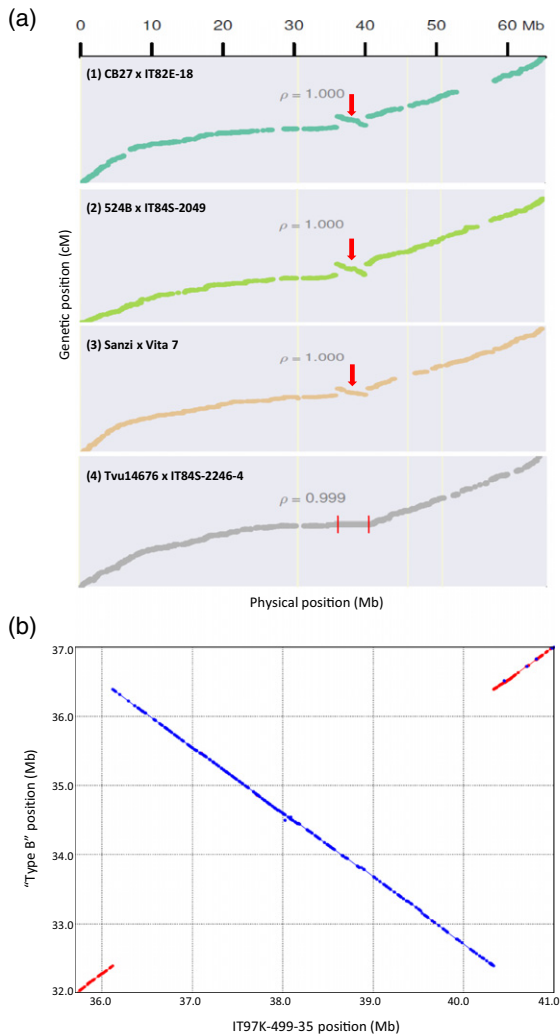 (a)
0 10 20 30 40 50 60 Mb
(1) CB27 x IT82E-18
ρ = 1.000
(2) 524B x IT84S-2049
ρ = 1.000
(3) Sanzi x Vita 7
ρ = 1.000
(4) Tvu14676 x IT84S-2246-4
ρ = 0.999
Genetic position (cM)
Physical position (Mb)
(b)
37.0
36.0
35.0
34.0
33.0
32.0
"Type B" position (Mb)
36.0 37.0 38.0 39.0 40.0 41.0
IT97K-499-35 position (Mb)